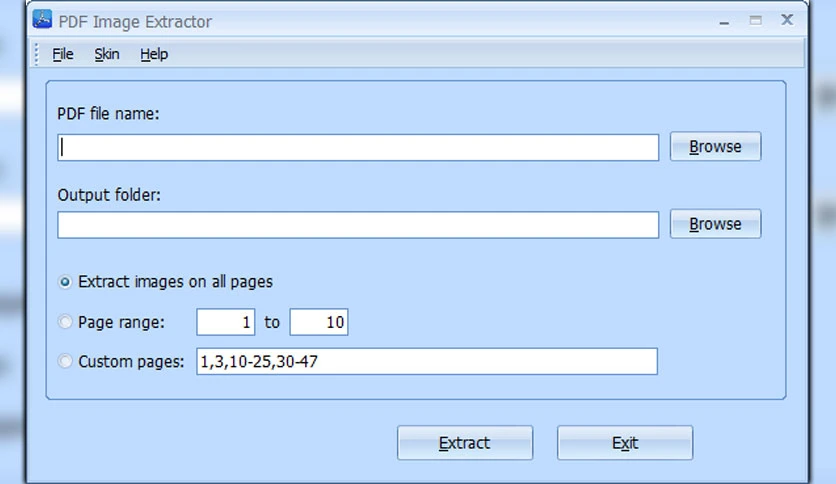 PDF Image Extractor
File Skin Help
PDF file name:
Browse
Output folder:
Browse
Extract images on all pages
Page range: 1 to 10
Custom pages: 1,3,10-25,30-47
Extract Exit